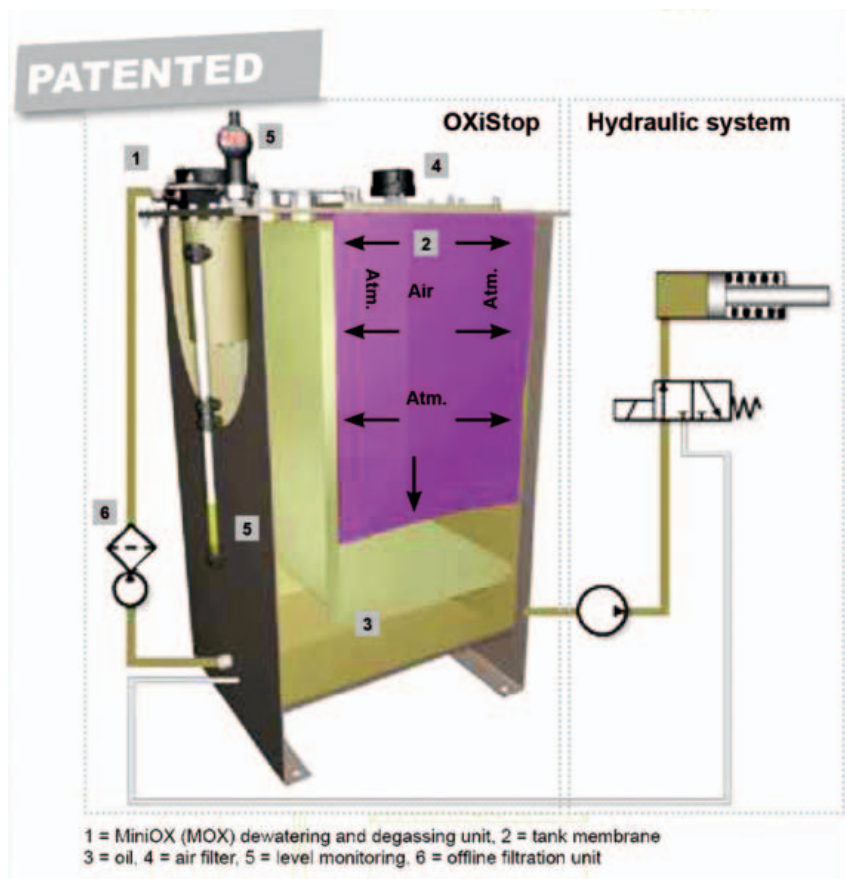 PATENTED
OXiStop
Hydraulic system
1
5
4
2
Atm.
Air
Atm.
Atm.
6
5
3
1 = MiniOX (MOX) dewatering and degassing unit, 2 = tank membrane
3 = oil, 4 = air filter, 5 = level monitoring, 6 = offline filtration unit